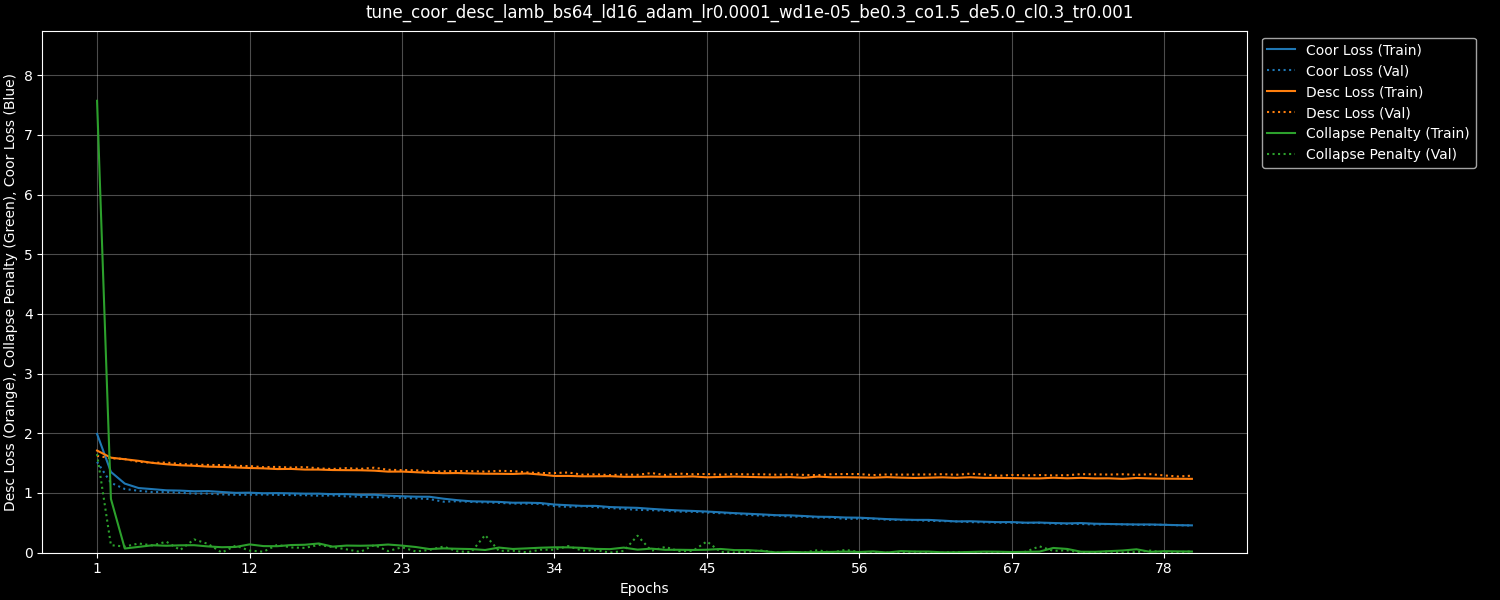 tune_coor_desc_lamb_bs64_ld16_adam_lr0.0001_wd1e-05_be0.3_co1.5_de5.0_cl0.3_tr0.001
Desc Loss (Orange), Collapse Penalty (Green), Coor Loss (Blue)
8
7
6
5
4
3
2
1
0
1 12 23 34 45 56 67 78
Epochs
Coor Loss (Train)
Coor Loss (Val)
Desc Loss (Train)
Desc Loss (Val)
Collapse Penalty (Train)
Collapse Penalty (Val)